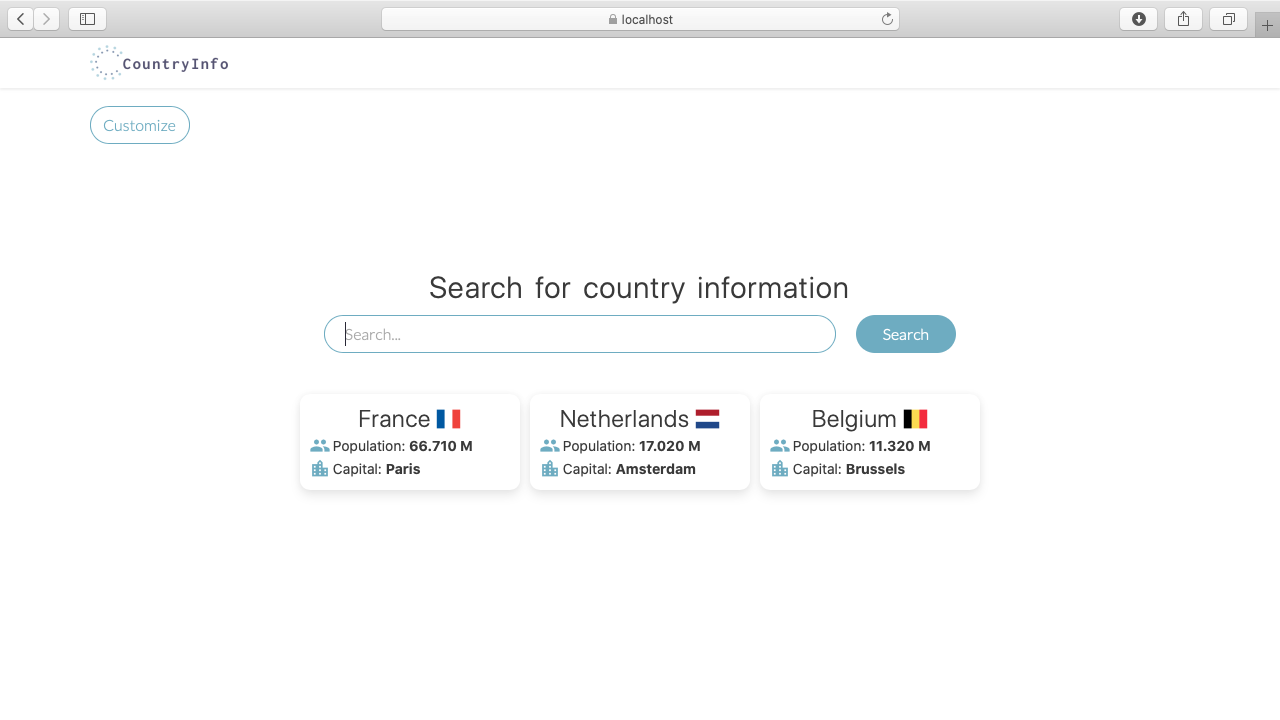 localhost
CountryInfo
Customize
Search for country information
Search...
Search
France
Population: 66.710 M
Capital: Paris
Netherlands
Population: 17.020 M
Capital: Amsterdam
Belgium
Population: 11.320 M
Capital: Brussels